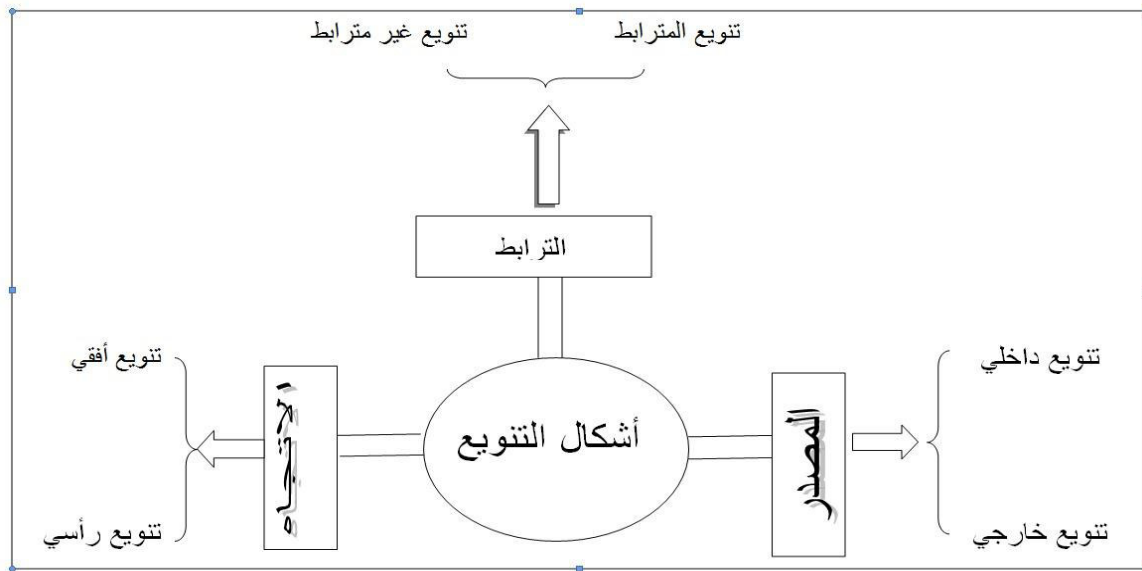 تنويع المترابط
تنويع غير مترابط
الترابط
أشكال التنويع
المصدر
تنويع داخلي
تنويع خارجي
الاتجاه
تنويع أفقي
تنويع رأسي